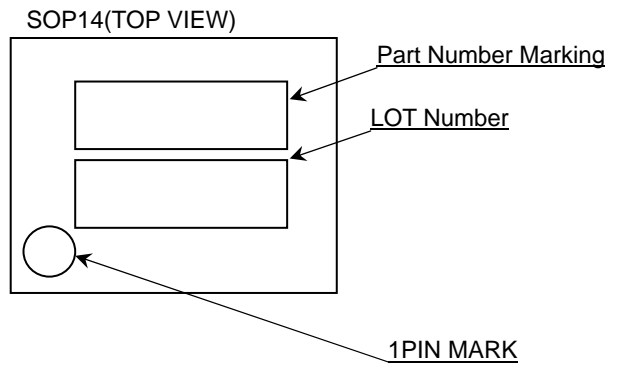 SOP14(TOP VIEW)
Part Number Marking
LOT Number
1PIN MARK